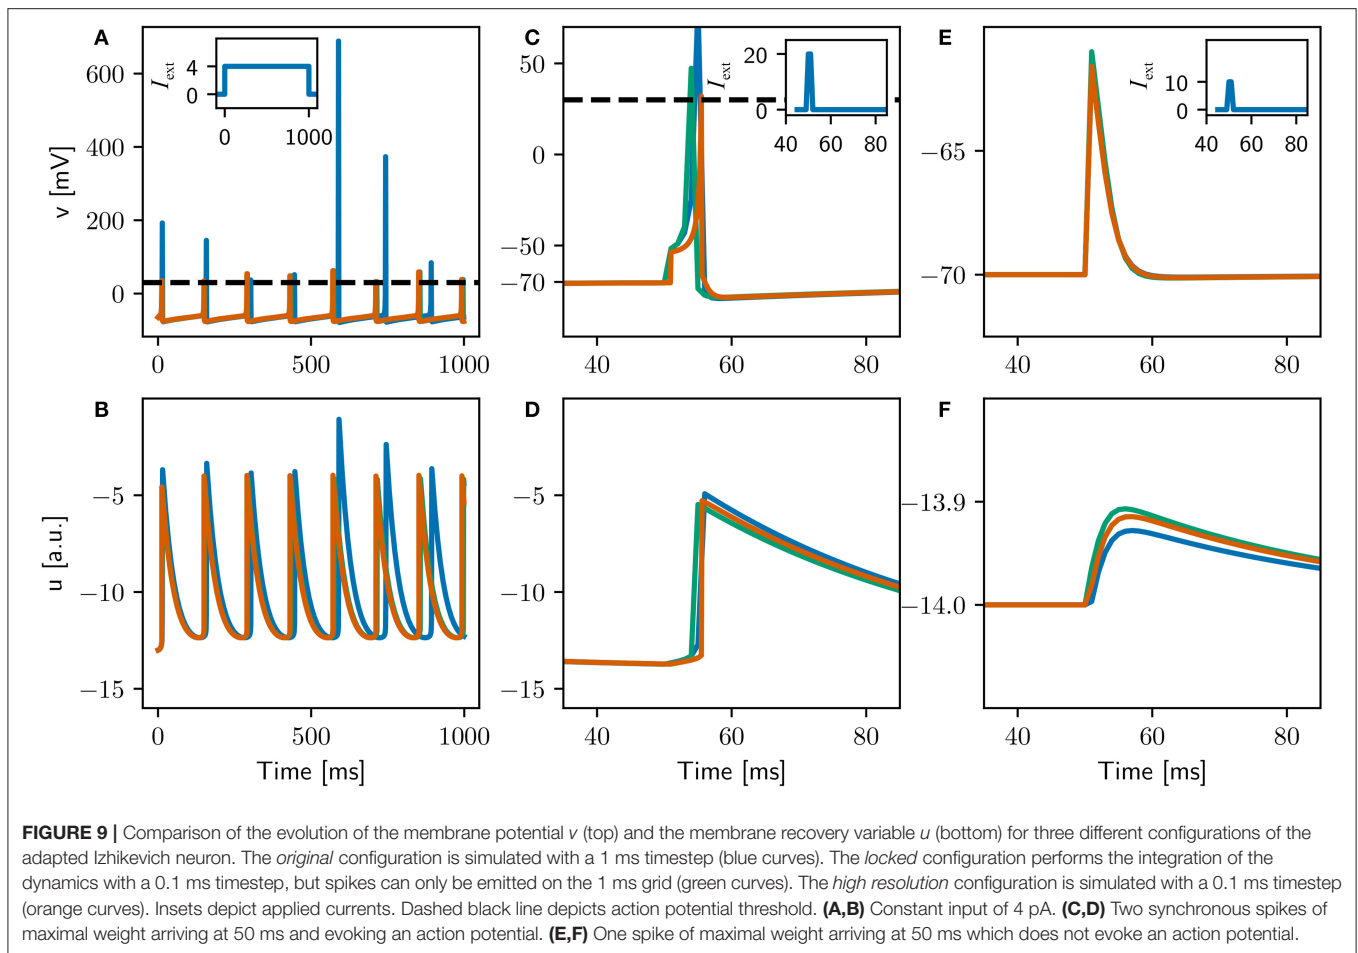 A
600
400
200
0
v [mV]
I_ext
4
0
0
1000
0
500
1000
C
50
0
−50
−70
I_ext
20
0
40
80
40
60
80
E
−65
−70
I_ext
10
0
40
80
40
60
80
B
−5
−10
−15
u [a.u.]
0
500
1000
Time [ms]
D
−5
−10
−15
40
60
80
Time [ms]
F
−13.9
−14.0
40
60
80
Time [ms]
FIGURE 9 | Comparison of the evolution of the membrane potential v (top) and the membrane recovery variable u (bottom) for three different configurations of the
adapted Izhikevich neuron. The original configuration is simulated with a 1 ms timestep (blue curves). The locked configuration performs the integration of the
dynamics with a 0.1 ms timestep, but spikes can only be emitted on the 1 ms grid (green curves). The high resolution configuration is simulated with a 0.1 ms timestep
(orange curves). Insets depict applied currents. Dashed black line depicts action potential threshold. (A,B) Constant input of 4 pA. (C,D) Two synchronous spikes of
maximal weight arriving at 50 ms and evoking an action potential. (E,F) One spike of maximal weight arriving at 50 ms which does not evoke an action potential.